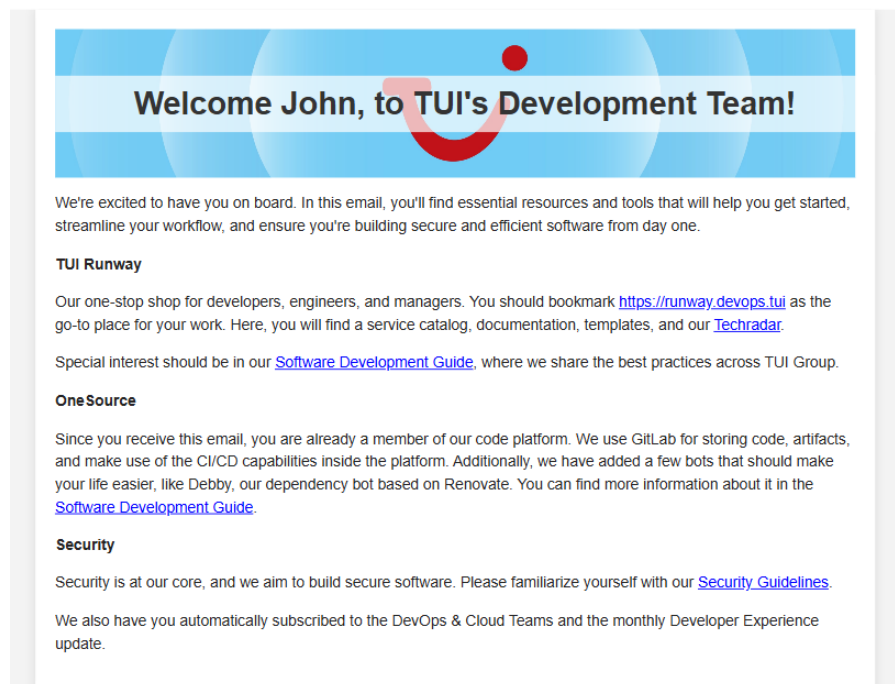 Welcome John, to TUI's Development Team!
We're excited to have you on board. In this email, you'll find essential resources and tools that will help you get started,
streamline your workflow, and ensure you're building secure and efficient software from day one.
TUI Runway
Our one-stop shop for developers, engineers, and managers. You should bookmark https://runway.devops.tui as the
go-to place for your work. Here, you will find a service catalog, documentation, templates, and our Techradar.
Special interest should be in our Software Development Guide, where we share the best practices across TUI Group.
OneSource
Since you receive this email, you are already a member of our code platform. We use GitLab for storing code, artifacts,
and make use of the CI/CD capabilities inside the platform. Additionally, we have added a few bots that should make
your life easier, like Debby, our dependency bot based on Renovate. You can find more information about it in the
Software Development Guide.
Security
Security is at our core, and we aim to build secure software. Please familiarize yourself with our Security Guidelines.
We also have you automatically subscribed to the DevOps & Cloud Teams and the monthly Developer Experience
update.